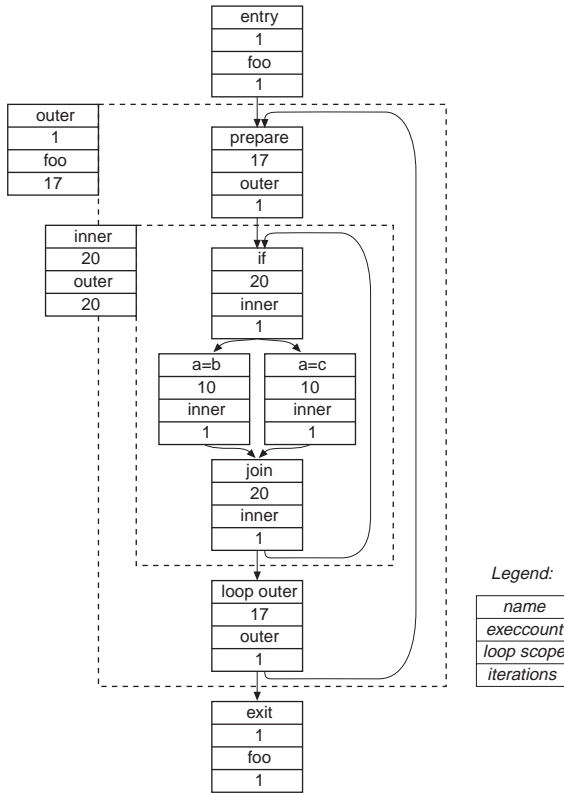 entry
1
foo
1
outer
1
foo
17
prepare
17
outer
1
inner
20
outer
20
if
20
inner
1
a=b
10
inner
1
a=c
10
inner
1
join
20
inner
1
loop outer
17
outer
1
exit
1
foo
1
Legend:
name
execcount
loop scope
iterations